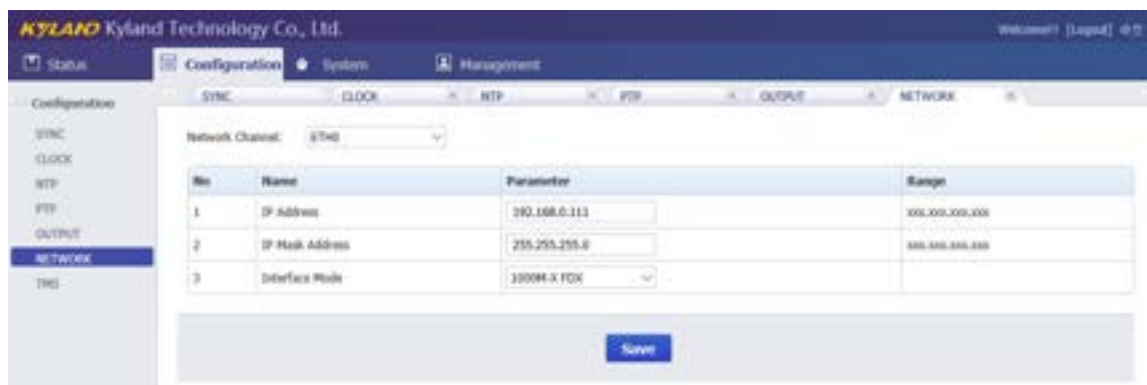 KYLAND Kyland Technology Co., Ltd.
Welcome!! [Logout] 中文
Status Configuration System Management
Configuration
SYNC CLOCK NTP PTP OUTPUT NETWORK
SYNC
CLOCK
NTP
PTP
OUTPUT
NETWORK
TMS
Network Channel: ETH0
No Name Parameter Range
1 IP Address 192.168.0.111 xxx.xxx.xxx.xxx
2 IP Mask Address 255.255.255.0 xxx.xxx.xxx.xxx
3 Interface Mode 1000M-X FDX
Save